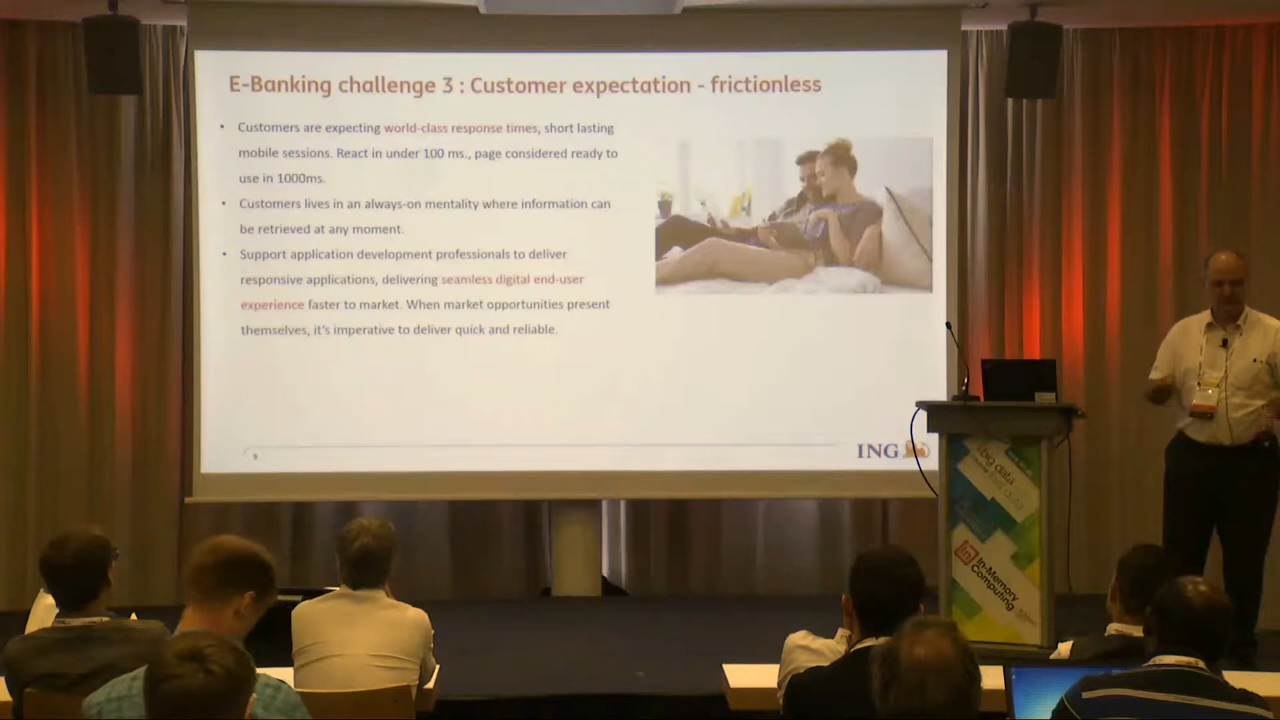 E-Banking challenge 3 : Customer expectation - frictionless
• Customers are expecting world-class response times, short lasting
mobile sessions. React in under 100 ms., page considered ready to
use in 1000ms.
• Customers lives in an always-on mentality where information can
be retrieved at any moment.
• Support application development professionals to deliver
responsive applications, delivering seamless digital end-user
experience faster to market. When market opportunities present
themselves, it's imperative to deliver quick and reliable.
9
ING
big data
In-Memory
Computing